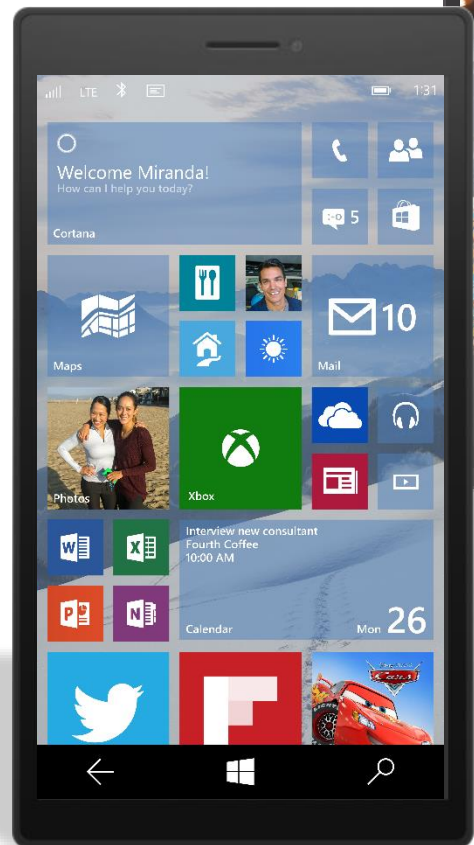 LTE 1:31
Welcome Miranda!
How can I help you today?
Cortana
:-D 5
Maps
10
Mail
Photos
Xbox
W
X
Interview new consultant
Fourth Coffee
10:00 AM
P
N
Calendar
Mon 26
Cars